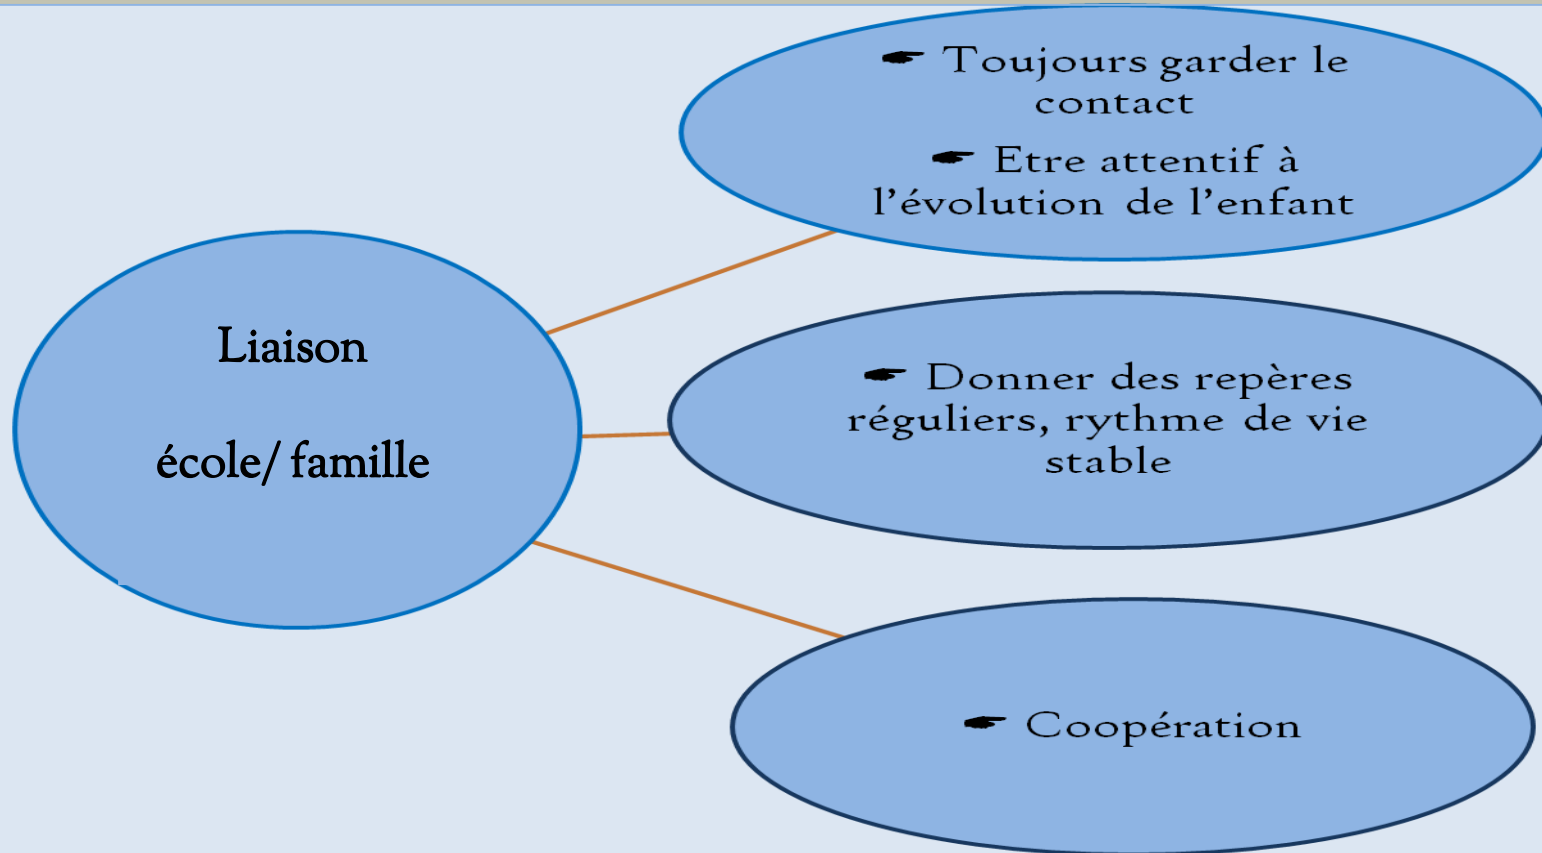 Liaison
école/ famille
☛ Toujours garder le
contact
☛ Etre attentif à
l’évolution de l’enfant
☛ Donner des repères
réguliers, rythme de vie
stable
☛ Coopération